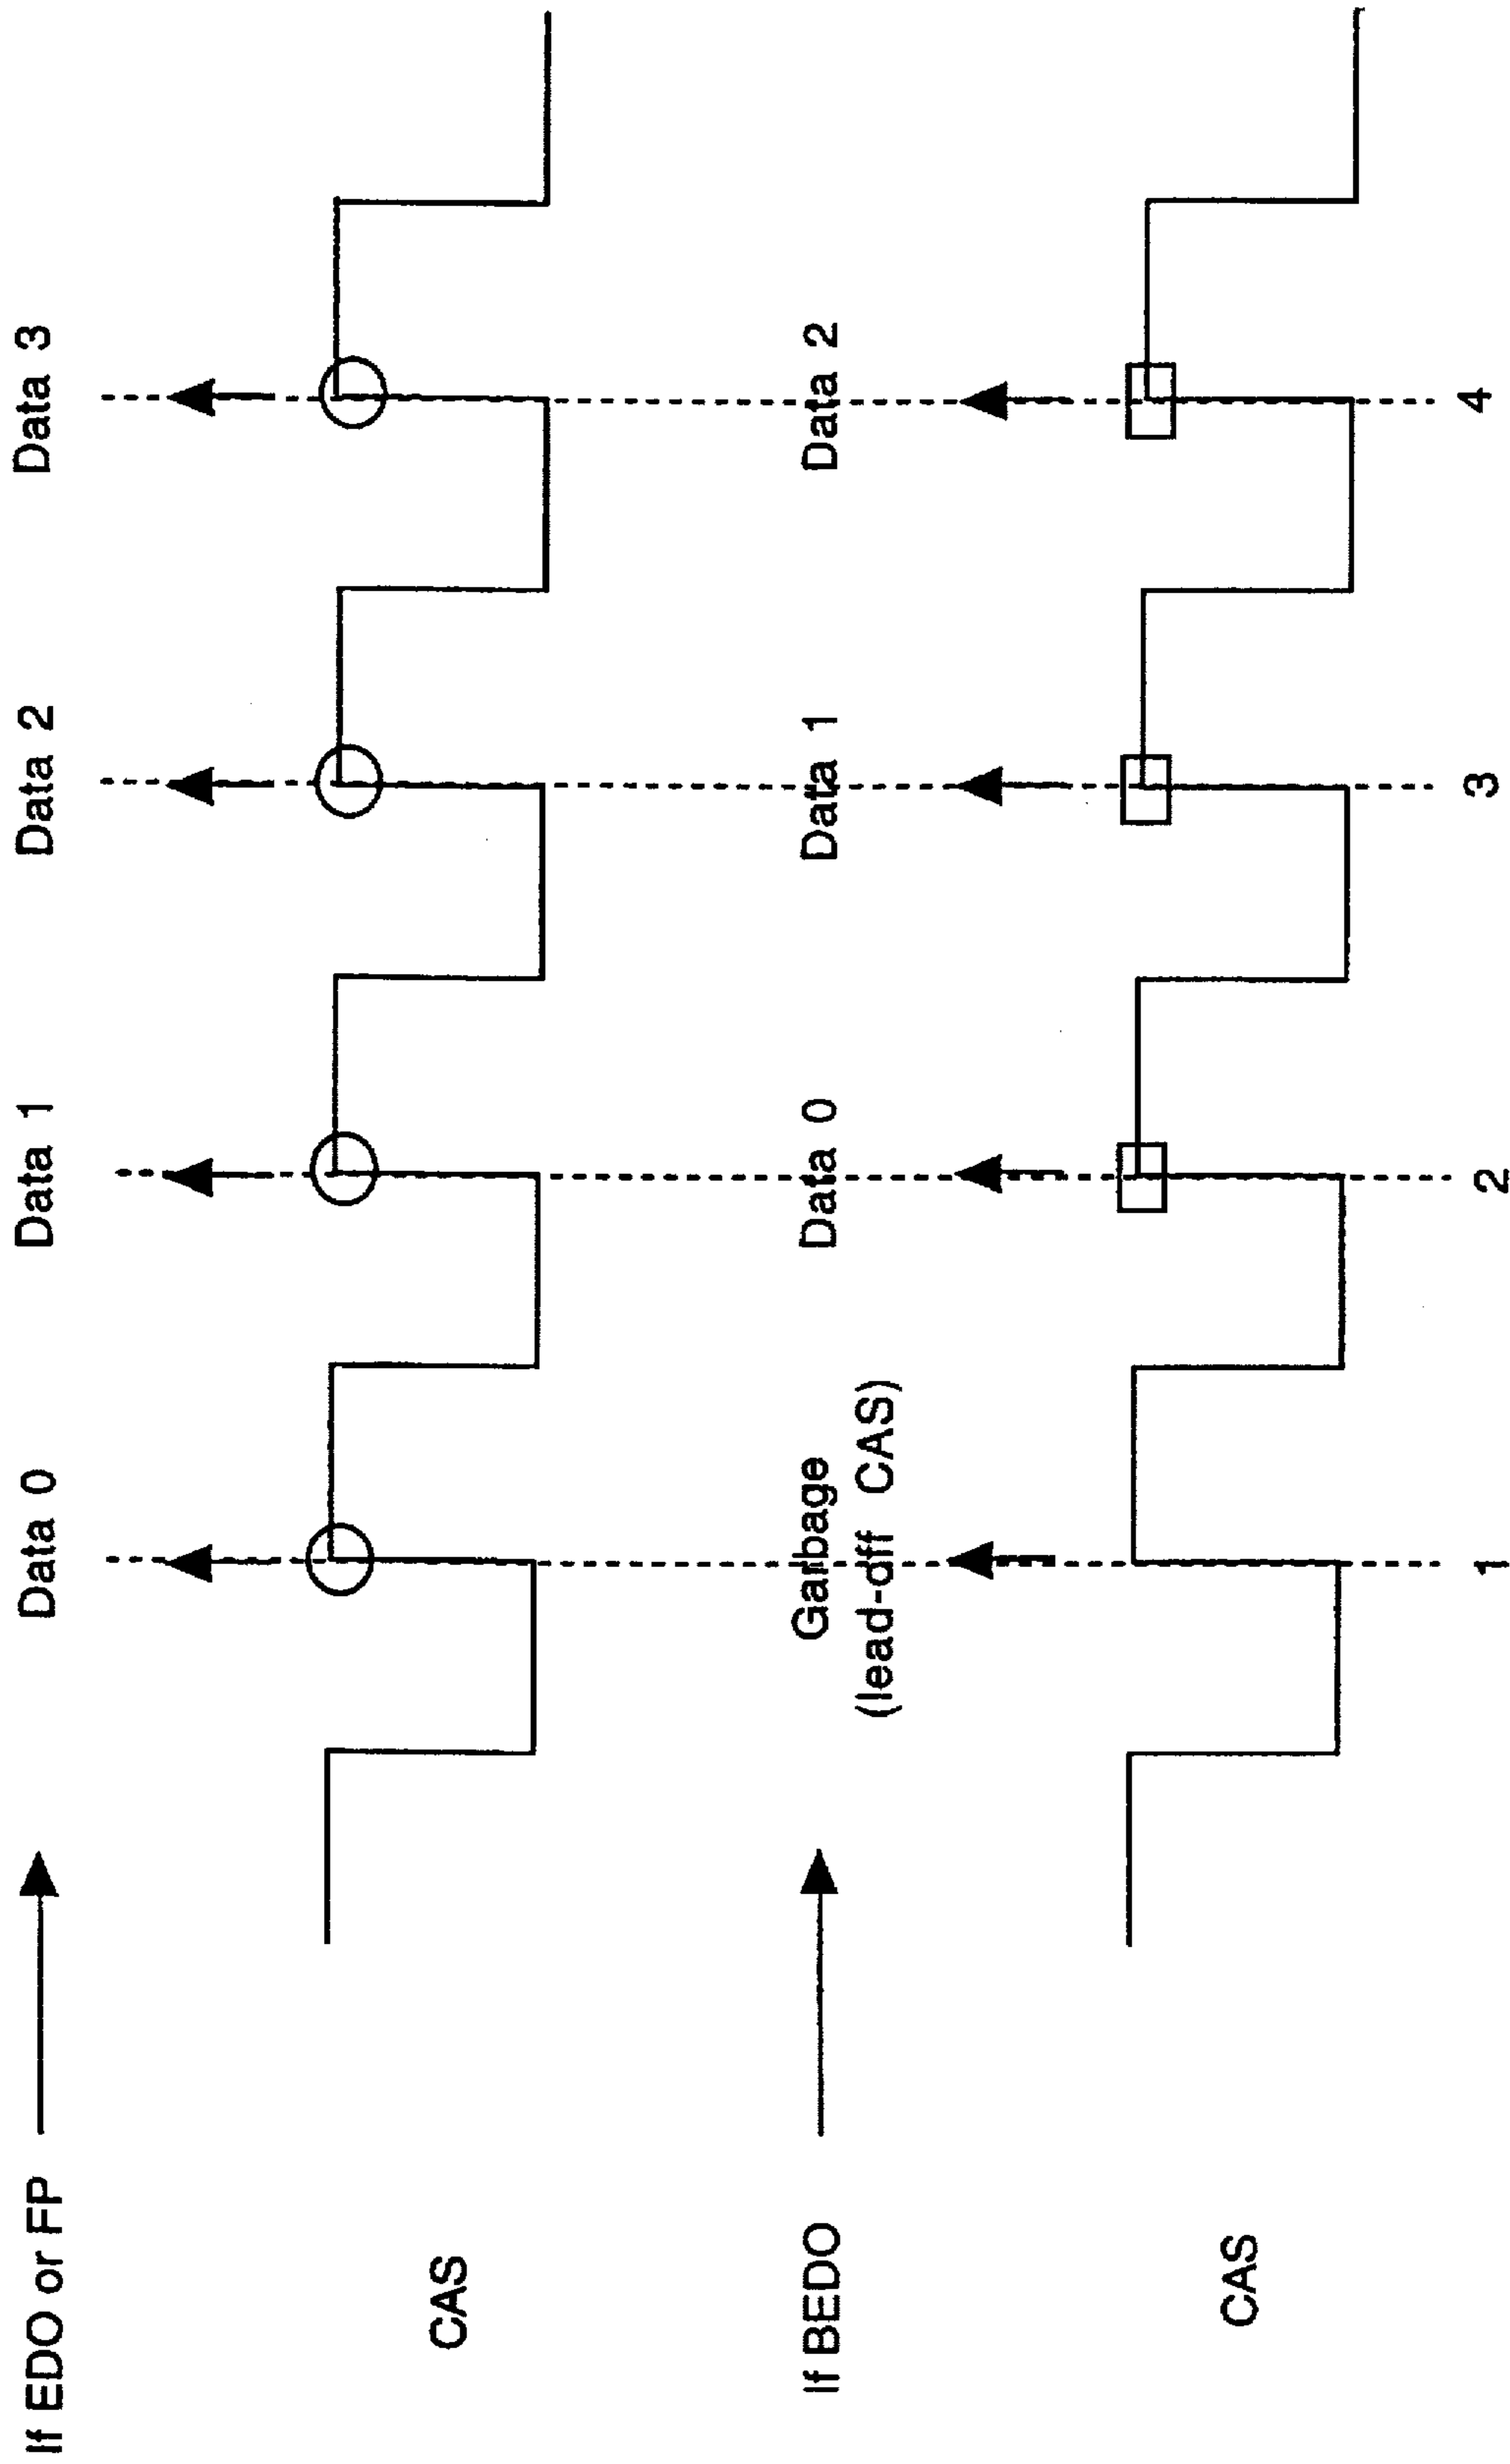 If EDO or FP
Data 0
Data 1
Data 2
Data 3
CAS
If BEDO
Garbage
(lead-off CAS)
Data 0
Data 1
Data 2
CAS
1
2
3
4